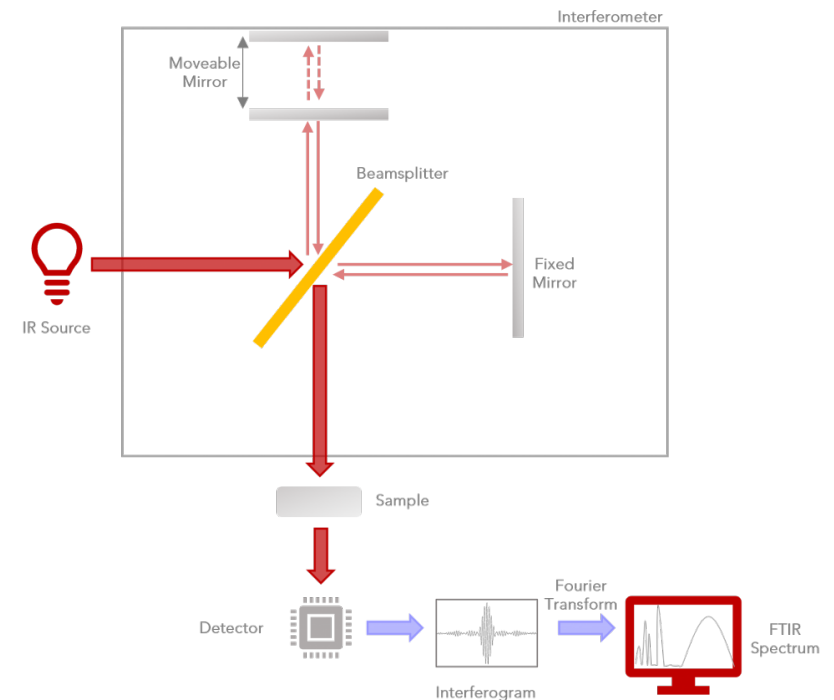 Interferometer
Moveable
Mirror
Beamsplitter
Fixed
Mirror
IR Source
Sample
Detector
Fourier
Transform
FTIR
Spectrum
Interferogram